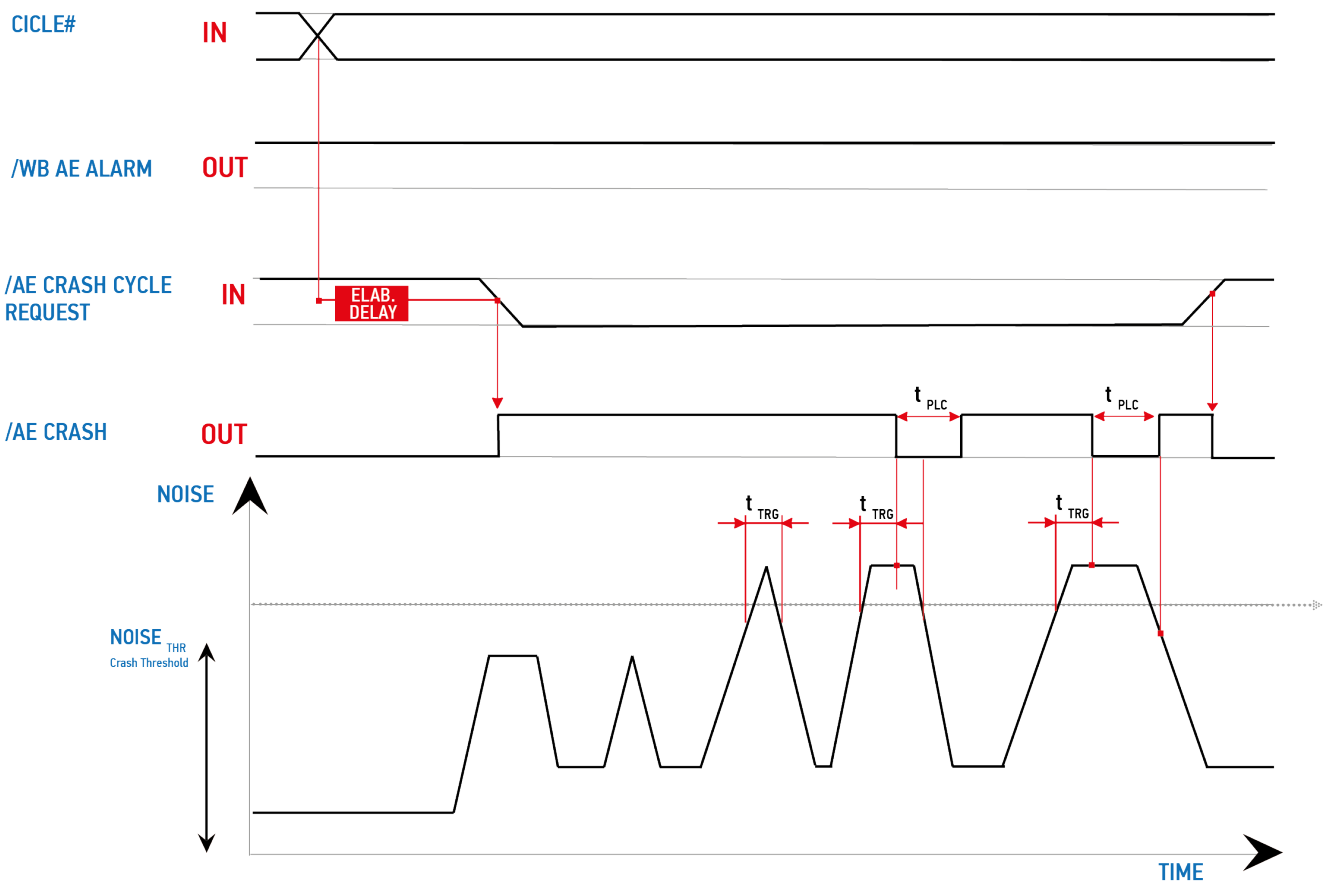 CICLE#
IN
/WB AE ALARM
OUT
/AE CRASH CYCLE
REQUEST
IN
ELAB.
DELAY
/AE CRASH
OUT
t PLC
t PLC
NOISE
t TRG
t TRG
t TRG
NOISE THR
Crash Threshold
TIME